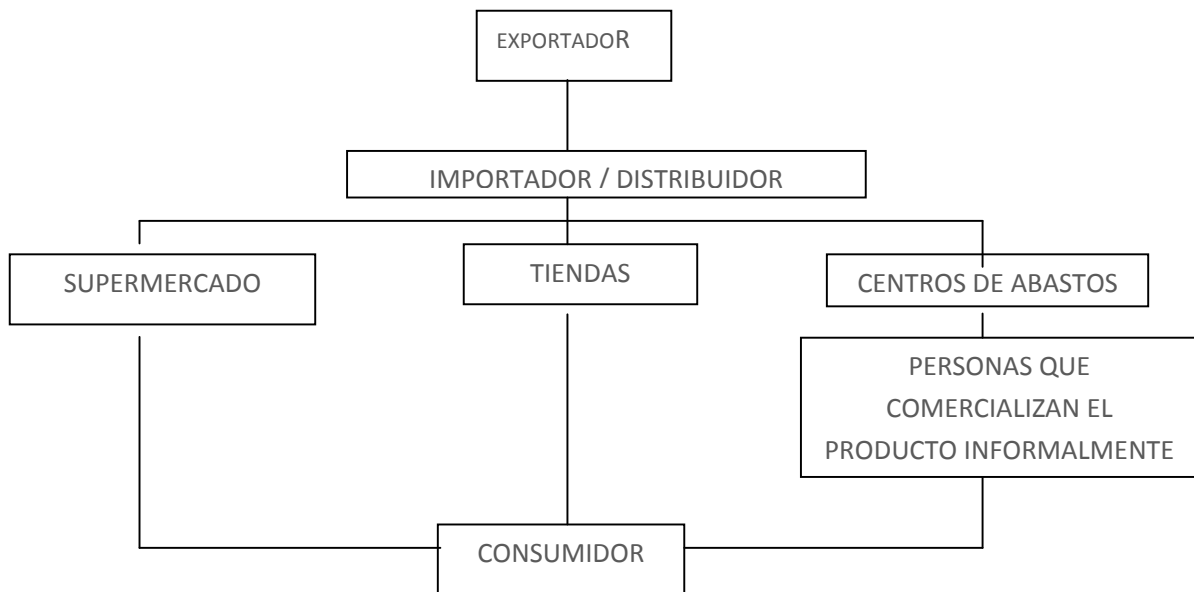 EXPORTADOR
IMPORTADOR / DISTRIBUIDOR
SUPERMERCADO
TIENDAS
CENTROS DE ABASTOS
PERSONAS QUE
COMERCIALIZAN EL
PRODUCTO INFORMALMENTE
CONSUMIDOR